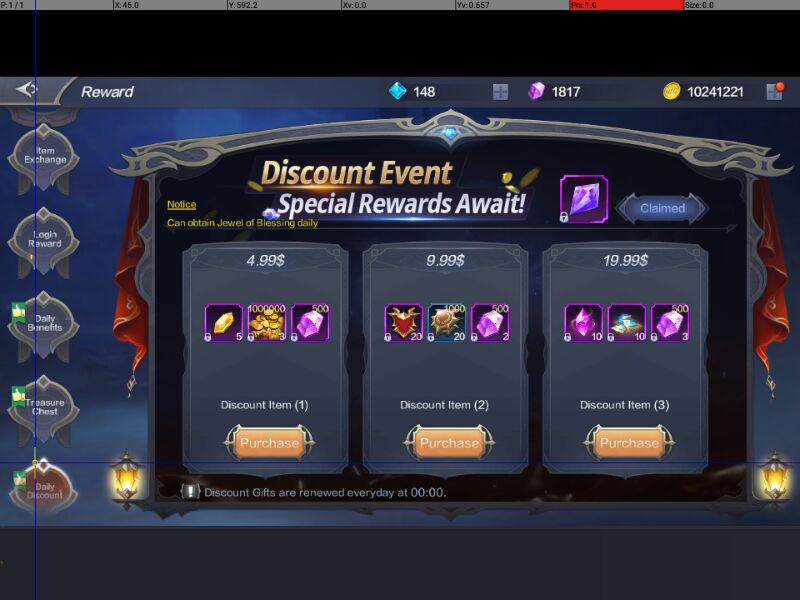 P: 1 / 1 X: 45.0 Y: 592.2 Xv: 0.0 Yv: 0.657 Prs: 1.0 Size: 0.0
Reward 148 1817 10241221
Item
Exchange
Login
Reward
Daily
Benefits
Treasure
Chest
Daily
Discount
Discount Event
Special Rewards Await!
Notice
Can obtain Jewel of Blessing daily
Claimed
4.99$
1000000 500
5 3 1
Discount Item (1)
Purchase
9.99$
1000 500
20 20 2
Discount Item (2)
Purchase
19.99$
500
10 10 3
Discount Item (3)
Purchase
! Discount Gifts are renewed everyday at 00:00.